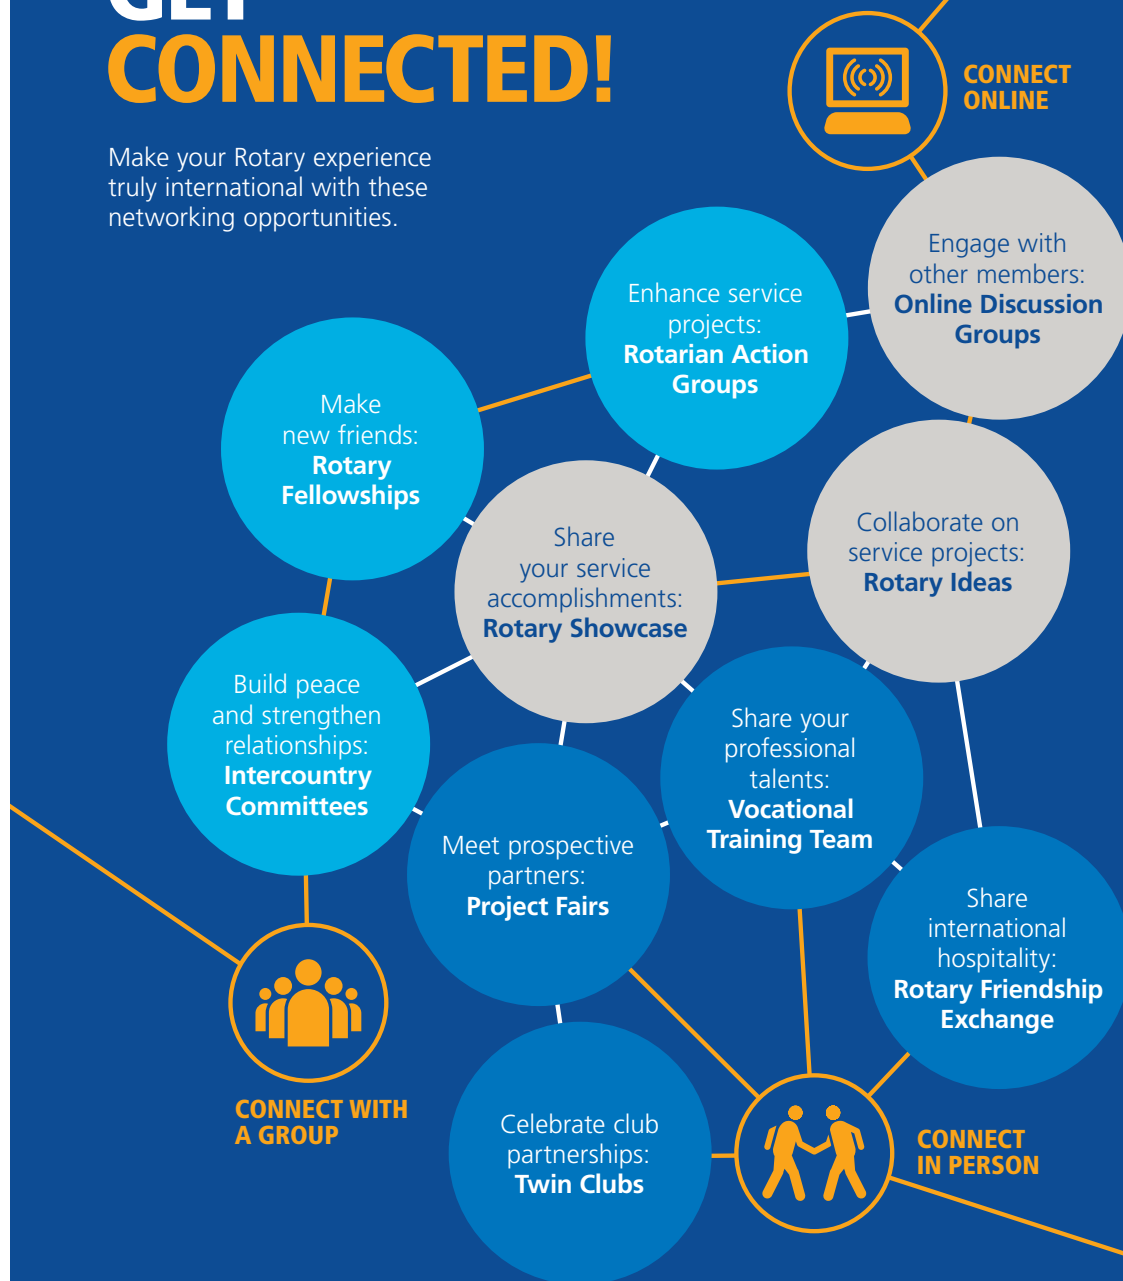 GET
CONNECTED!
Make your Rotary experience
truly international with these
networking opportunities.
CONNECT
ONLINE
Engage with
other members:
Online Discussion
Groups
Enhance service
projects:
Rotarian Action
Groups
Make
new friends:
Rotary
Fellowships
Share
your service
accomplishments:
Rotary Showcase
Collaborate on
service projects:
Rotary Ideas
Build peace
and strengthen
relationships:
Intercountry
Committees
Share your
professional
talents:
Vocational
Training Team
Meet prospective
partners:
Project Fairs
Share
international
hospitality:
Rotary Friendship
Exchange
CONNECT WITH
A GROUP
Celebrate club
partnerships:
Twin Clubs
CONNECT
IN PERSON